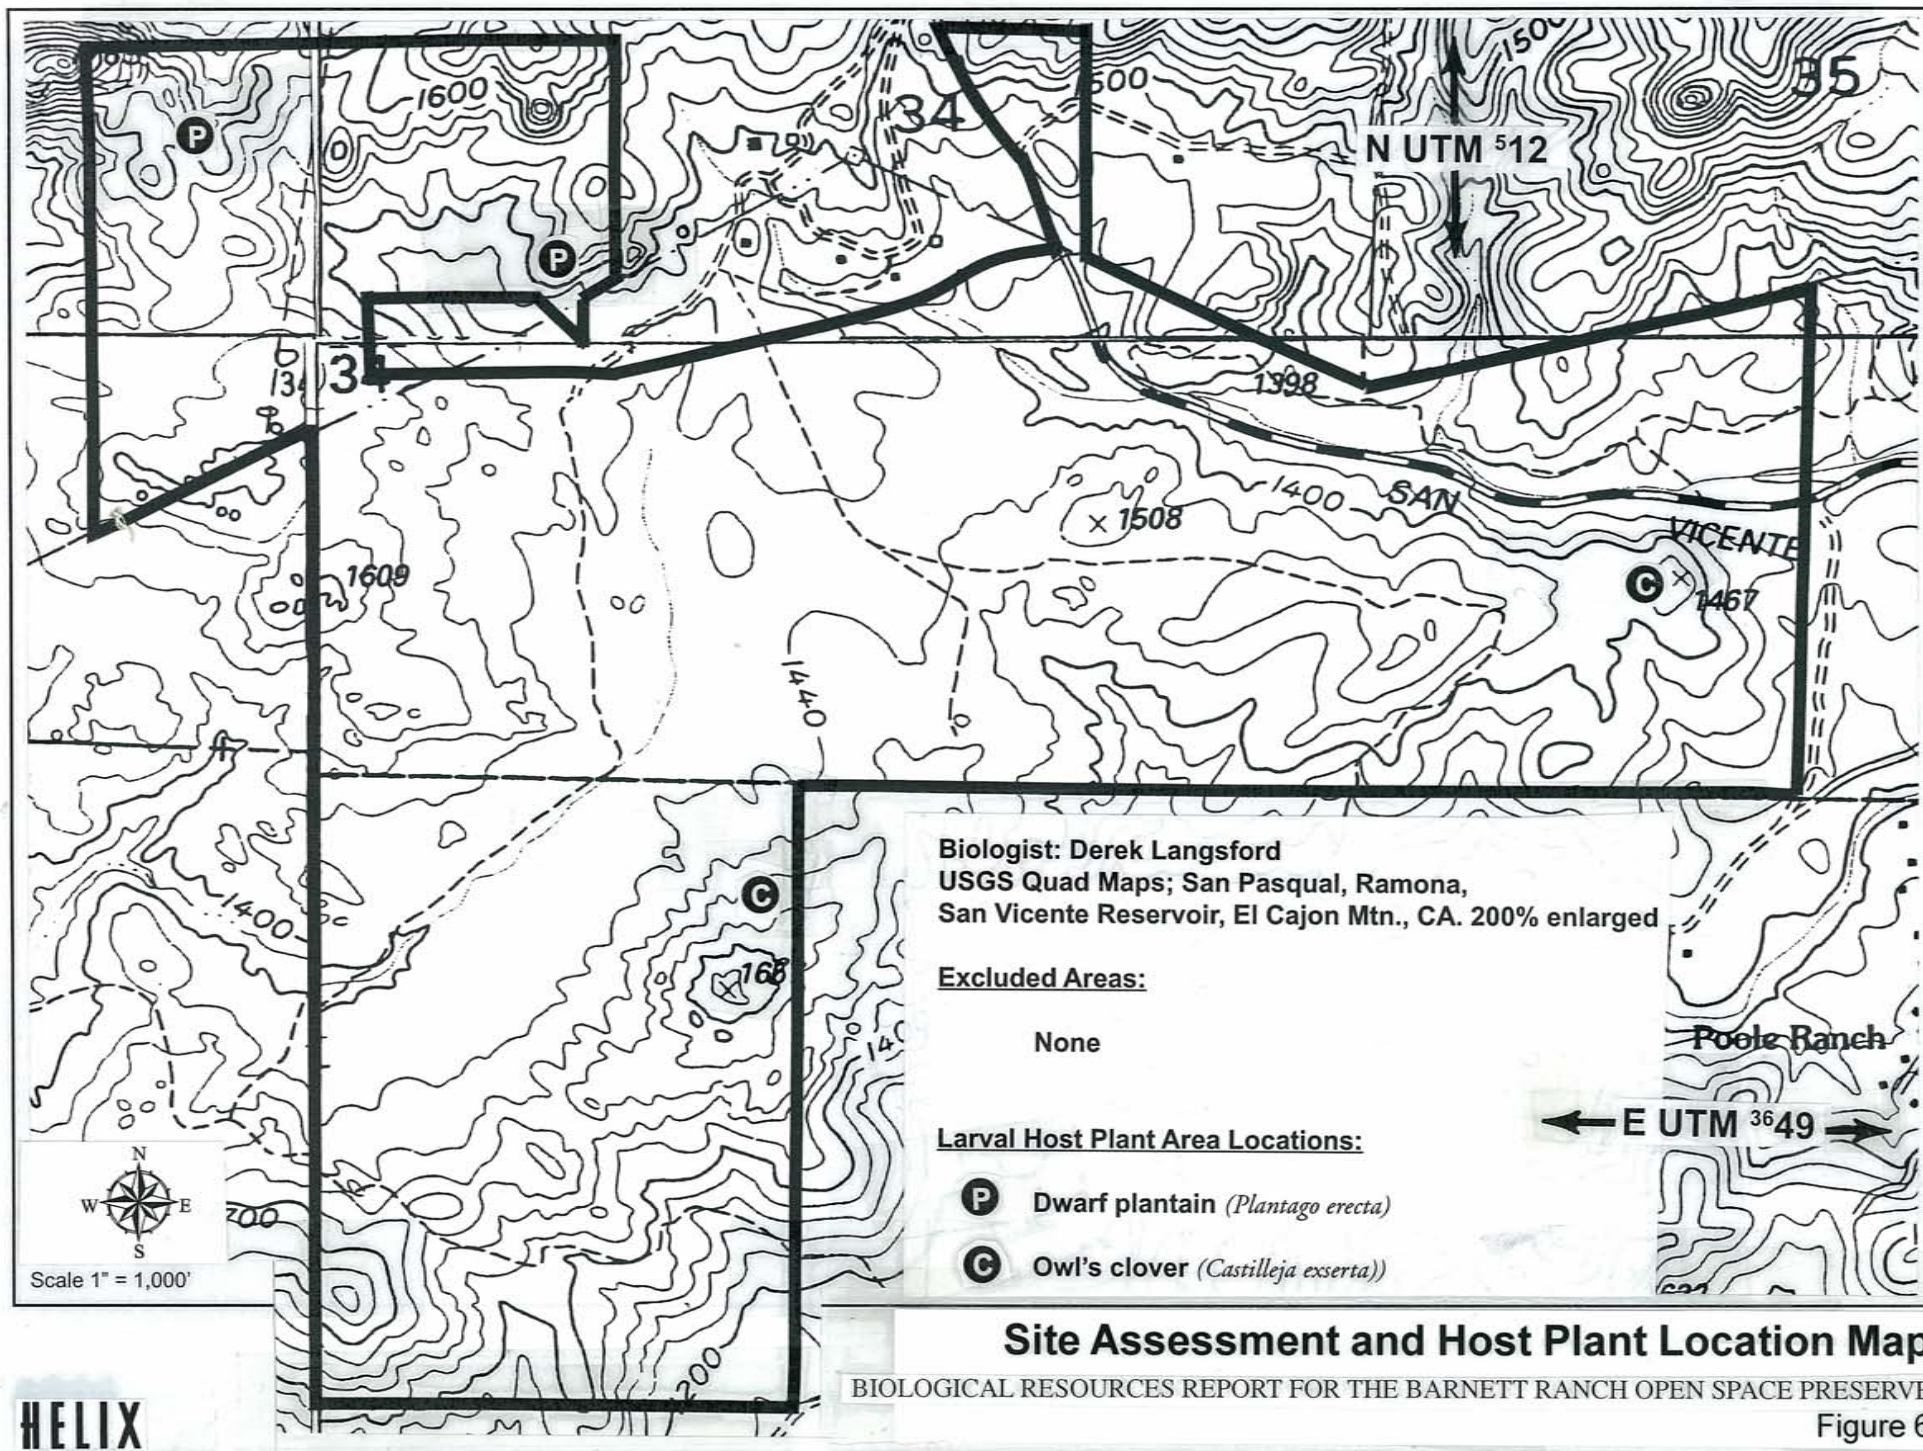 1600
34
1500
1500
35
P
N UTM ⁵12
P
34
1398
1400
SAN
1508
VICENTE
C
1467
1609
1440
Biologist: Derek Langsford
USGS Quad Maps; San Pasqual, Ramona,
San Vicente Reservoir, El Cajon Mtn., CA. 200% enlarged
C
1400
Excluded Areas:
None
Poole Ranch
E UTM ³⁶49
Larval Host Plant Area Locations:
P Dwarf plantain (Plantago erecta)
C Owl's clover (Castilleja exserta))
N
W E
S
Scale 1" = 1,000'
Site Assessment and Host Plant Location Map
BIOLOGICAL RESOURCES REPORT FOR THE BARNETT RANCH OPEN SPACE PRESERVE
Figure 6
HELIX